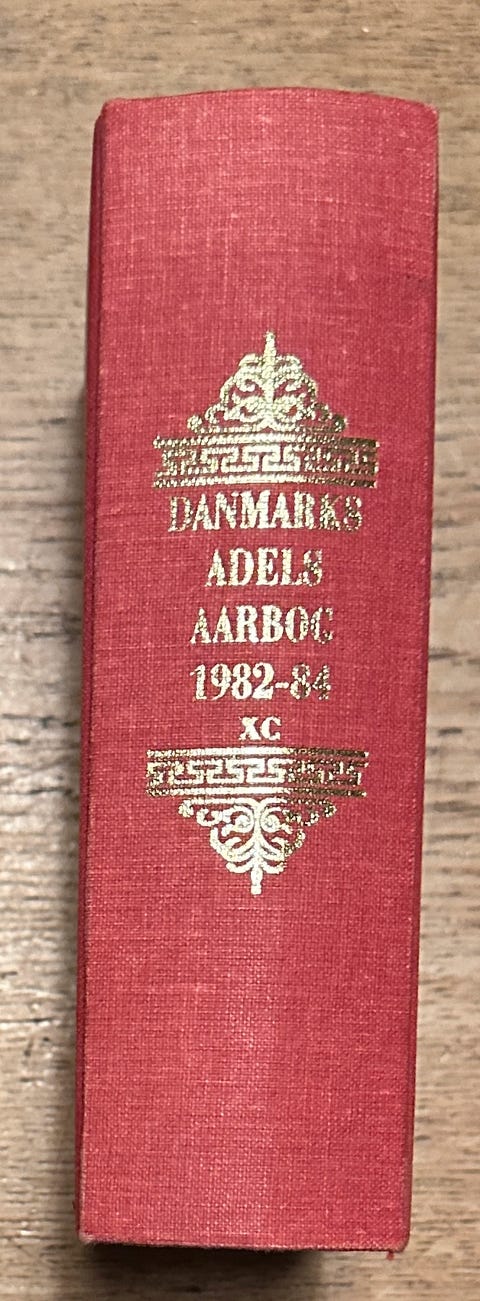 DANMARKS
ADELS
AARBOG
1982-84
XC